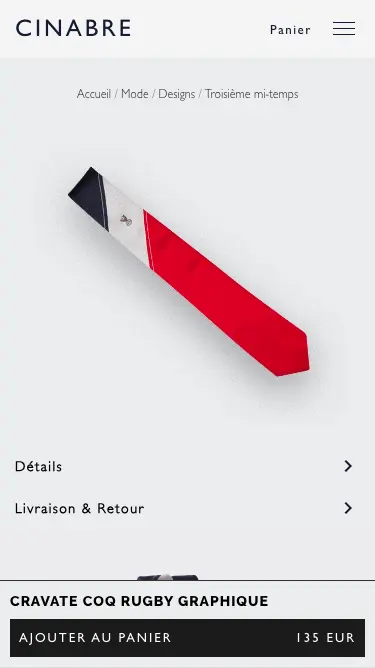 CINABRE
Panier
Accueil / Mode / Designs / Troisième mi-temps
Détails
Livraison & Retour
CRAVATE COQ RUGBY GRAPHIQUE
AJOUTER AU PANIER 135 EUR